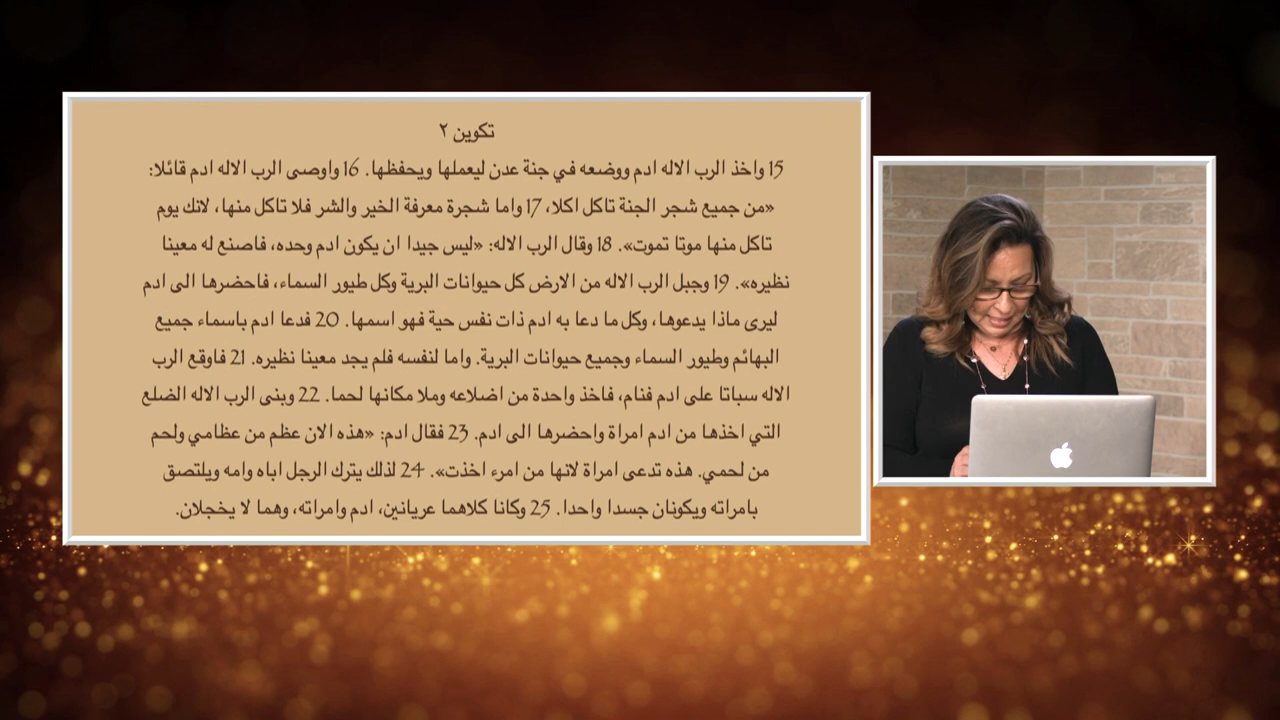 تكوين ٢
15 واخذ الرب الاله ادم ووضعه في جنة عدن ليعملها ويحفظها. 16 واوصى الرب الاله ادم قائلا:
«من جميع شجر الجنة تاكل اكلا، 17 واما شجرة معرفة الخير والشر فلا تاكل منها، لانك يوم
تاكل منها موتا تموت». 18 وقال الرب الاله: «ليس جيدا ان يكون ادم وحده، فاصنع له معينا
نظيره». 19 وجبل الرب الاله من الارض كل حيوانات البرية وكل طيور السماء، فاحضرها الى ادم
ليرى ماذا يدعوها، وكل ما دعا به ادم ذات نفس حية فهو اسمها. 20 فدعا ادم باسماء جميع
البهائم وطيور السماء وجميع حيوانات البرية. واما لنفسه فلم يجد معينا نظيره. 21 فاوقع الرب
الاله سباتا على ادم فنام، فاخذ واحدة من اضلاعه وملا مكانها لحما. 22 وبنى الرب الاله الضلع
التي اخذها من ادم امراة واحضرها الى ادم. 23 فقال ادم: «هذه الان عظم من عظامي ولحم
من لحمي. هذه تدعى امراة لانها من امرء اخذت». 24 لذلك يترك الرجل اباه وامه ويلتصق
بامراته ويكونان جسدا واحدا. 25 وكانا كلاهما عريانين، ادم وامراته، وهما لا يخجلان.